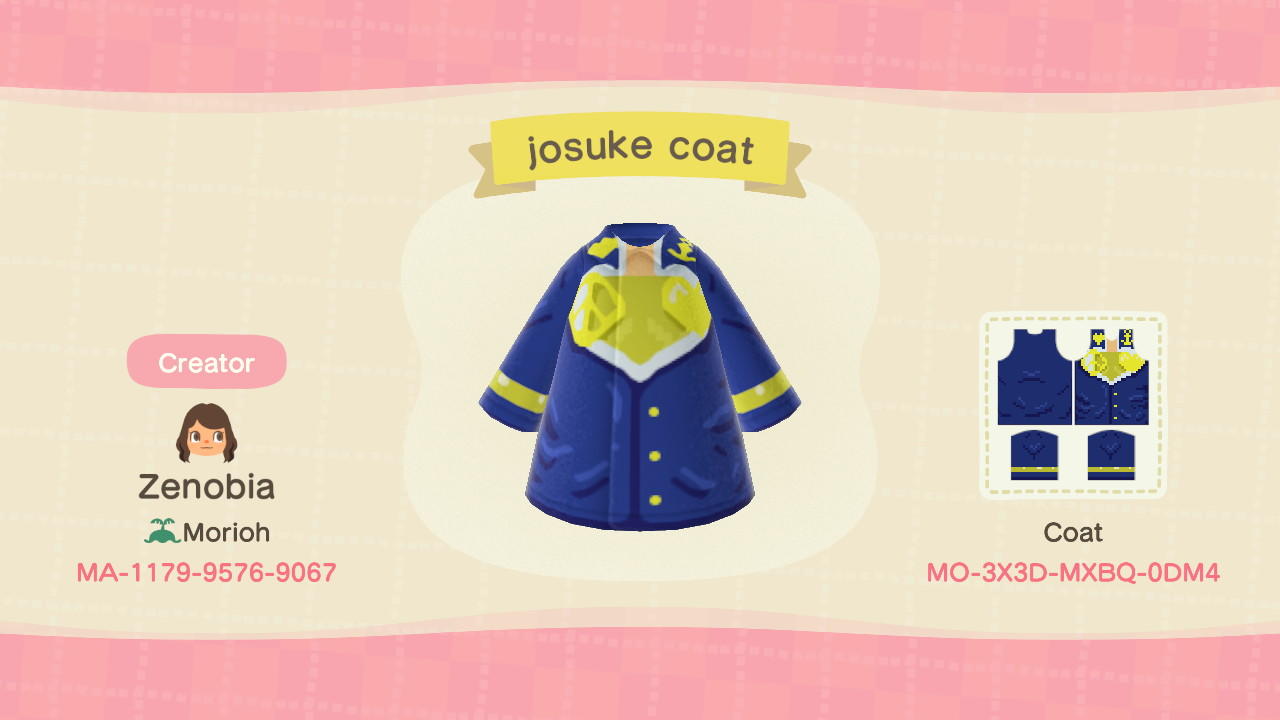 josuke coat
Creator
Zenobia
Morioh
MA-1179-9576-9067
Coat
MO-3X3D-MXBQ-0DM4